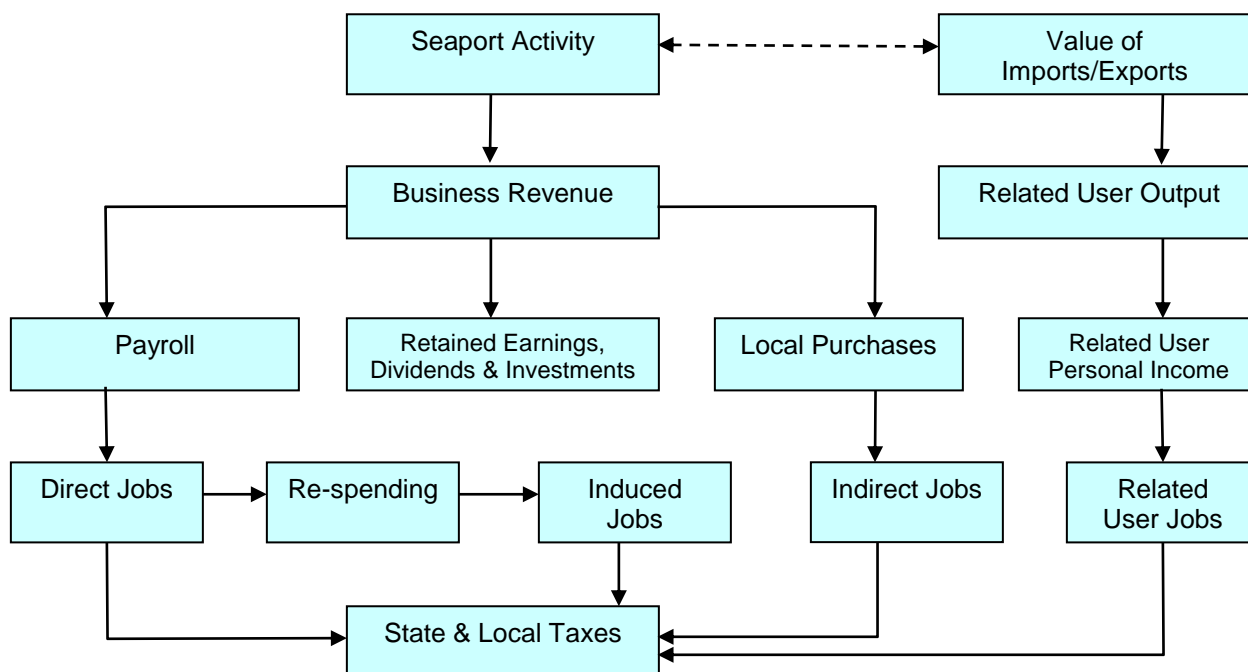 Seaport Activity
Value of
Imports/Exports
Business Revenue
Related User Output
Payroll
Retained Earnings,
Dividends & Investments
Local Purchases
Related User
Personal Income
Direct Jobs
Re-spending
Induced
Jobs
Indirect Jobs
Related
User Jobs
State & Local Taxes